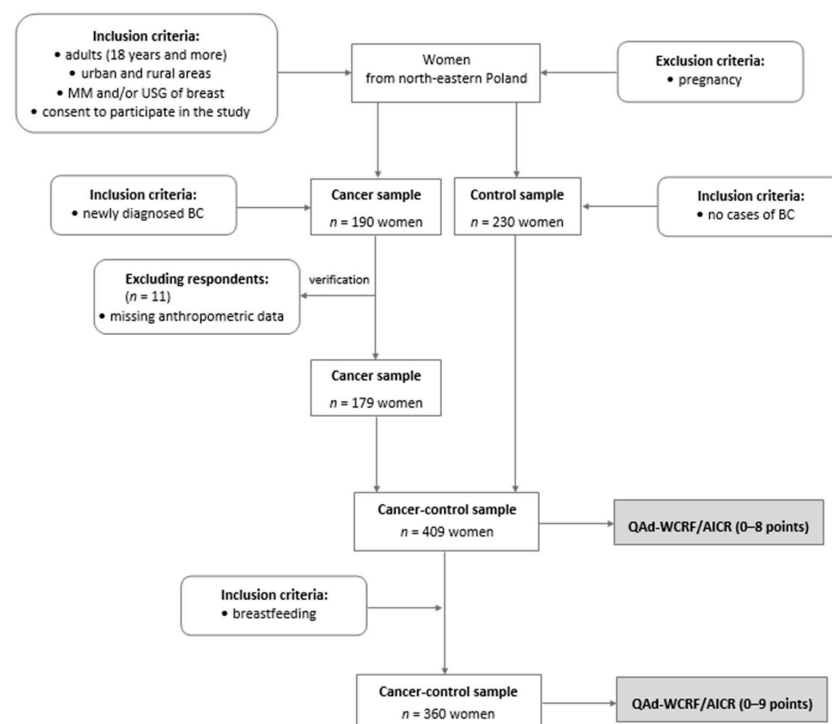 Inclusion criteria:
• adults (18 years and more)
• urban and rural areas
• MM and/or USG of breast
• consent to participate in the study
Women
from north-eastern Poland
Exclusion criteria:
• pregnancy
Inclusion criteria:
• newly diagnosed BC
Cancer sample
n = 190 women
Control sample
n = 230 women
Inclusion criteria:
• no cases of BC
Excluding respondents:
(n = 11)
• missing anthropometric data
verification
Cancer sample
n = 179 women
Cancer-control sample
n = 409 women
QAd-WCRF/AICR (0–8 points)
Inclusion criteria:
• breastfeeding
Cancer-control sample
n = 360 women
QAd-WCRF/AICR (0–9 points)